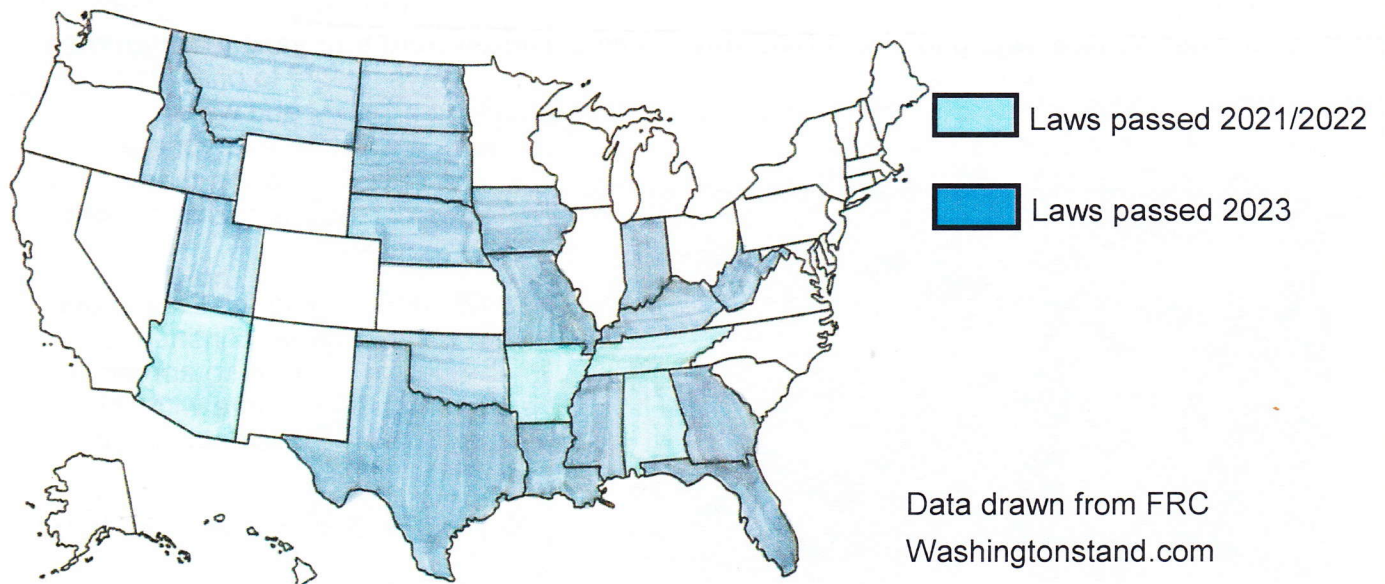 Laws passed 2021/2022
Laws passed 2023
Data drawn from FRC
Washingtonstand.com